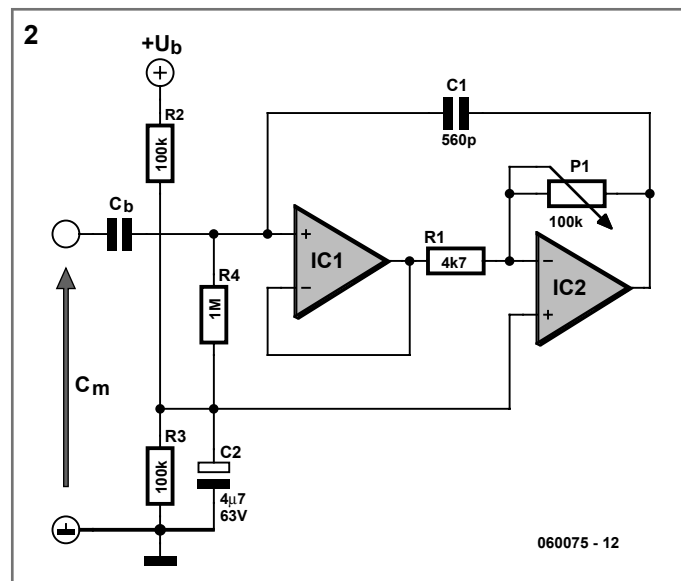 2
+Ub
R2
100k
C1
560p
P1
100k
Cb
+
IC1
−
R1
4k7
−
IC2
+
R4
1M
Cm
R3
100k
C2
4µ7
63V
060075 - 12